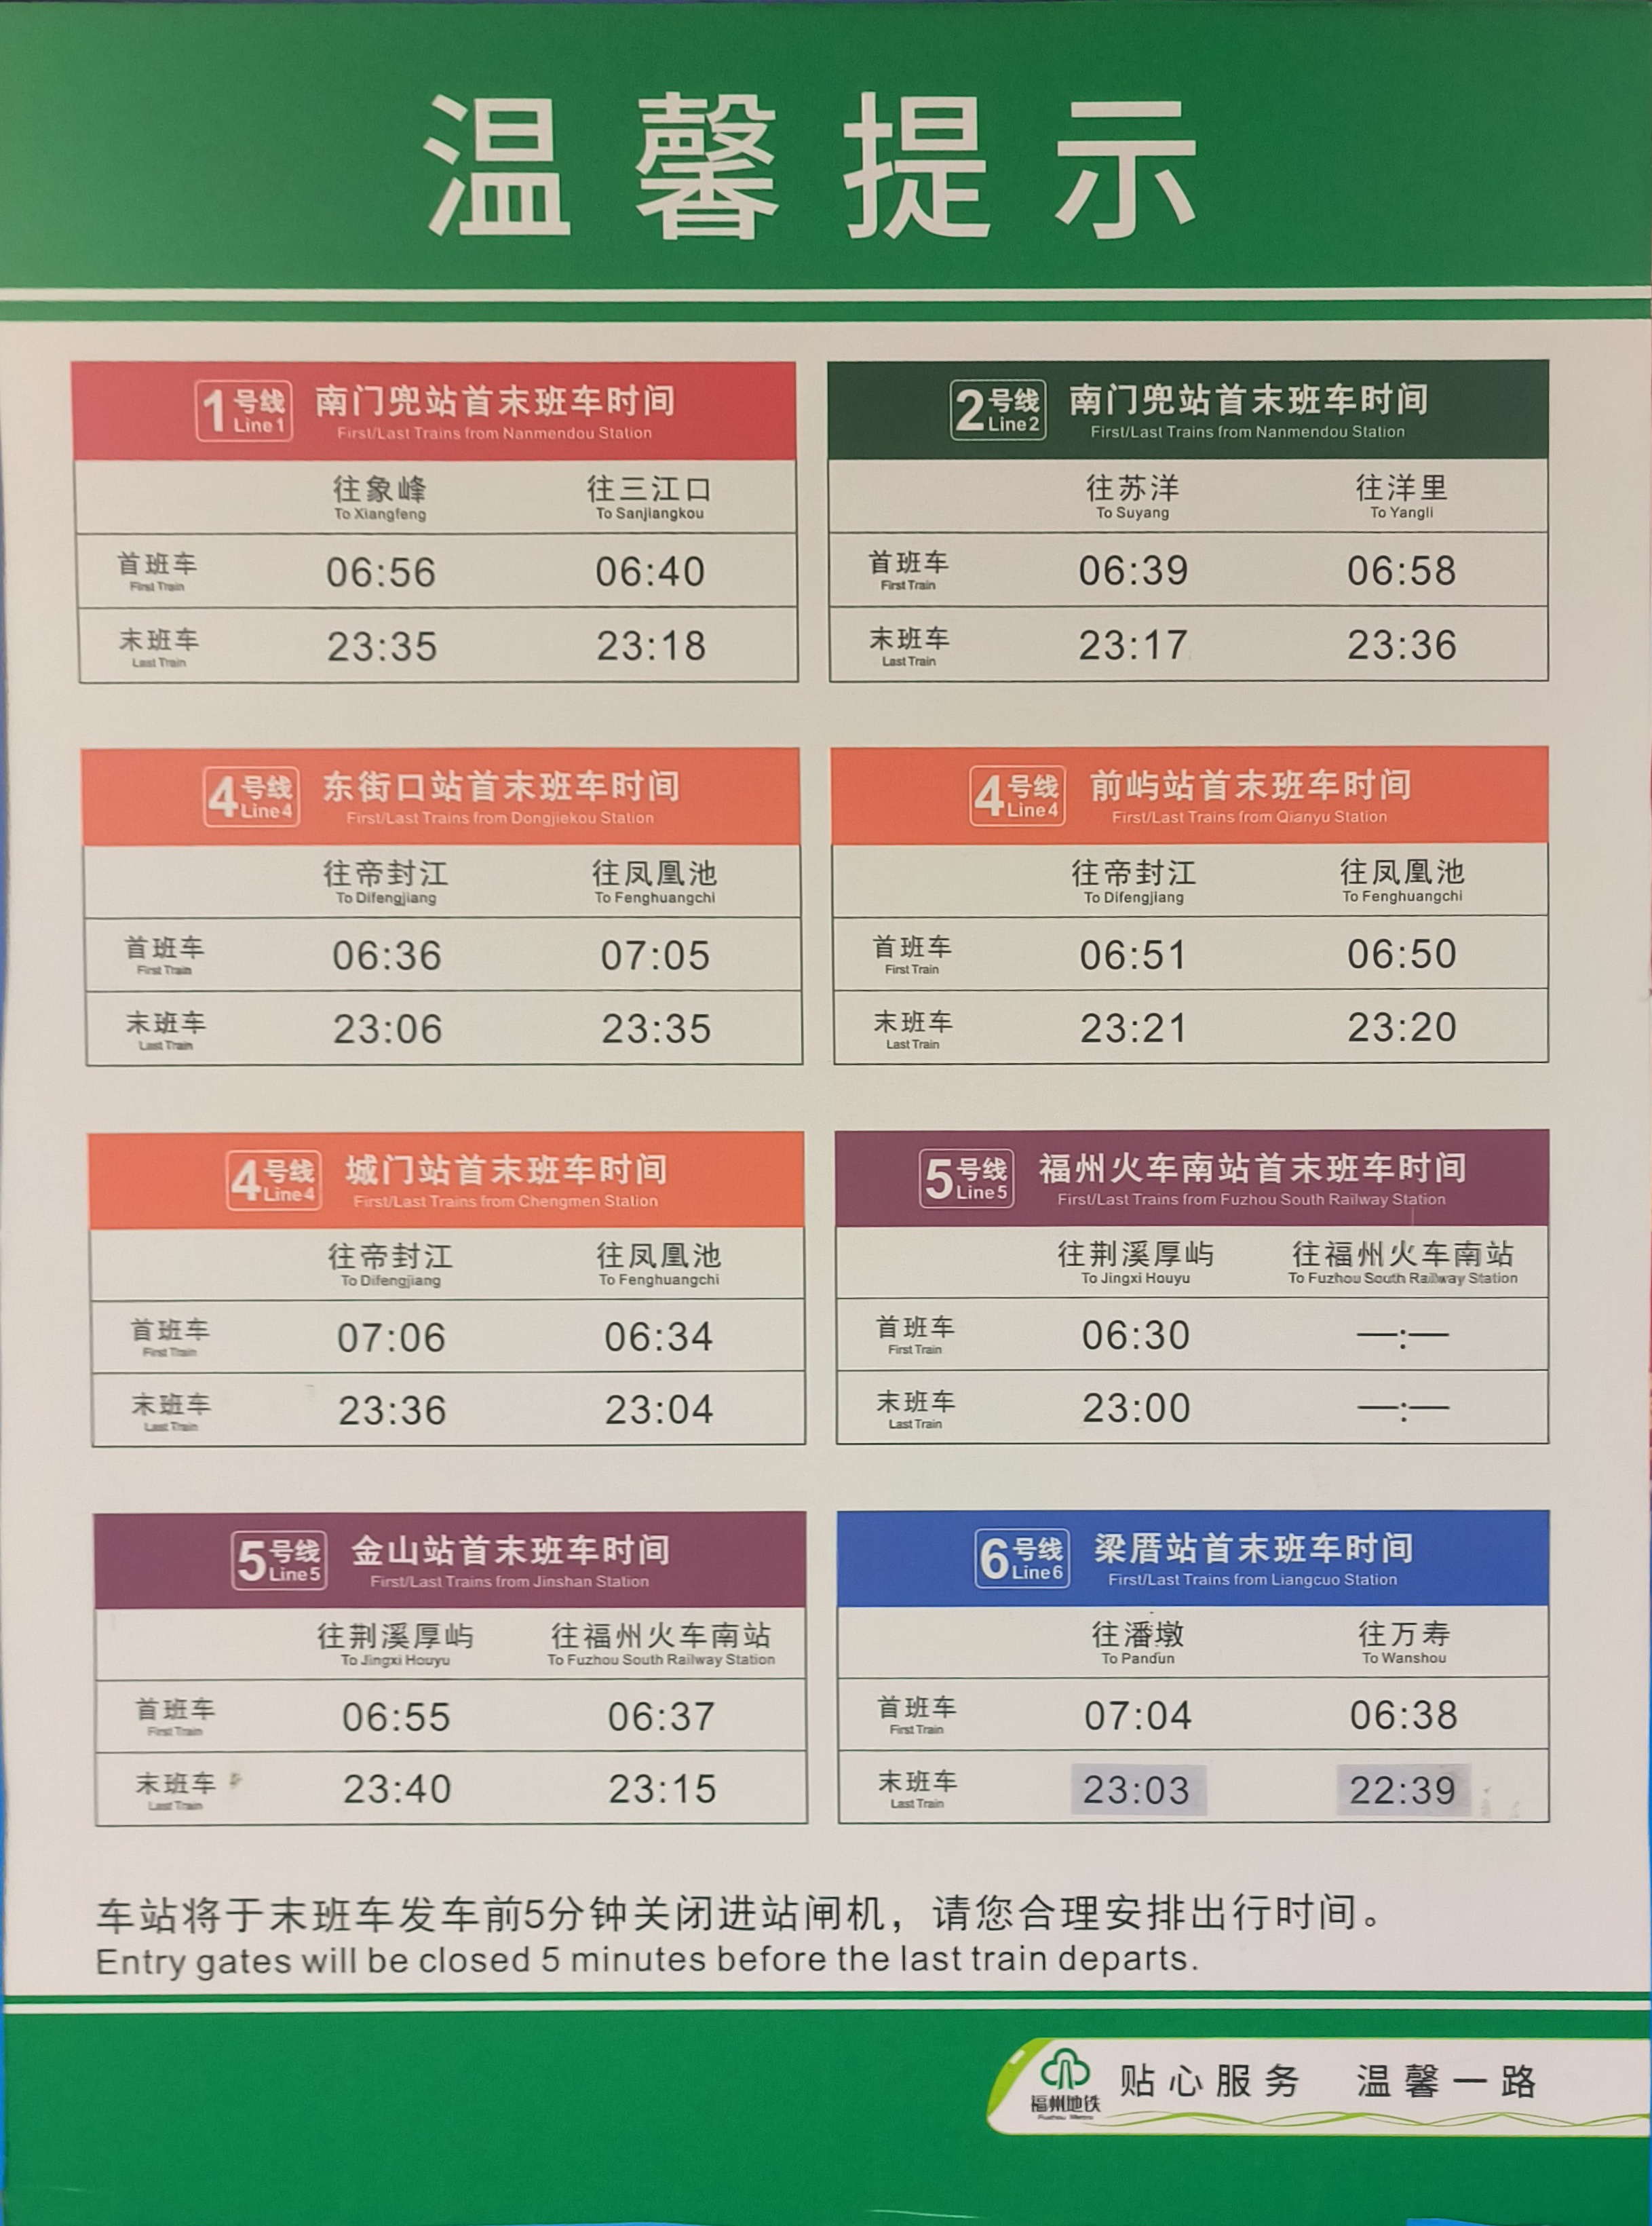 温馨提示
1号线 Line 1 南门兜站首末班车时间
First/Last Trains from Nanmendou Station
往象峰 往三江口
To Xiangfeng To Sanjiangkou
首班车 06:56 06:40
First Train
末班车 23:35 23:18
Last Train
2号线 Line 2 南门兜站首末班车时间
First/Last Trains from Nanmendou Station
往苏洋 往洋里
To Suyang To Yangli
首班车 06:39 06:58
First Train
末班车 23:17 23:36
Last Train
4号线 Line 4 东街口站首末班车时间
First/Last Trains from Dongjiekou Station
往帝封江 往凤凰池
To Difengjiang To Fenghuangchi
首班车 06:36 07:05
First Train
末班车 23:06 23:35
Last Train
4号线 Line 4 前屿站首末班车时间
First/Last Trains from Qianyu Station
往帝封江 往凤凰池
To Difengjiang To Fenghuangchi
首班车 06:51 06:50
First Train
末班车 23:21 23:20
Last Train
4号线 Line 4 城门站首末班车时间
First/Last Trains from Chengmen Station
往帝封江 往凤凰池
To Difengjiang To Fenghuangchi
首班车 07:06 06:34
First Train
末班车 23:36 23:04
Last Train
5号线 Line 5 福州火车南站首末班车时间
First/Last Trains from Fuzhou South Railway Station
往荆溪厚屿 往福州火车南站
To Jingxi Houyu To Fuzhou South Railway Station
首班车 06:30 —:—
First Train
末班车 23:00 —:—
Last Train
5号线 Line 5 金山站首末班车时间
First/Last Trains from Jinshan Station
往荆溪厚屿 往福州火车南站
To Jingxi Houyu To Fuzhou South Railway Station
首班车 06:55 06:37
First Train
末班车 23:40 23:15
Last Train
6号线 Line 6 梁厝站首末班车时间
First/Last Trains from Liangcuo Station
往潘墩 往万寿
To Pandun To Wanshou
首班车 07:04 06:38
First Train
末班车 23:03 22:39
Last Train
车站将于末班车发车前5分钟关闭进站闸机，请您合理安排出行时间。
Entry gates will be closed 5 minutes before the last train departs.
福州地铁 贴心服务 温馨一路
Fuzhou Metro